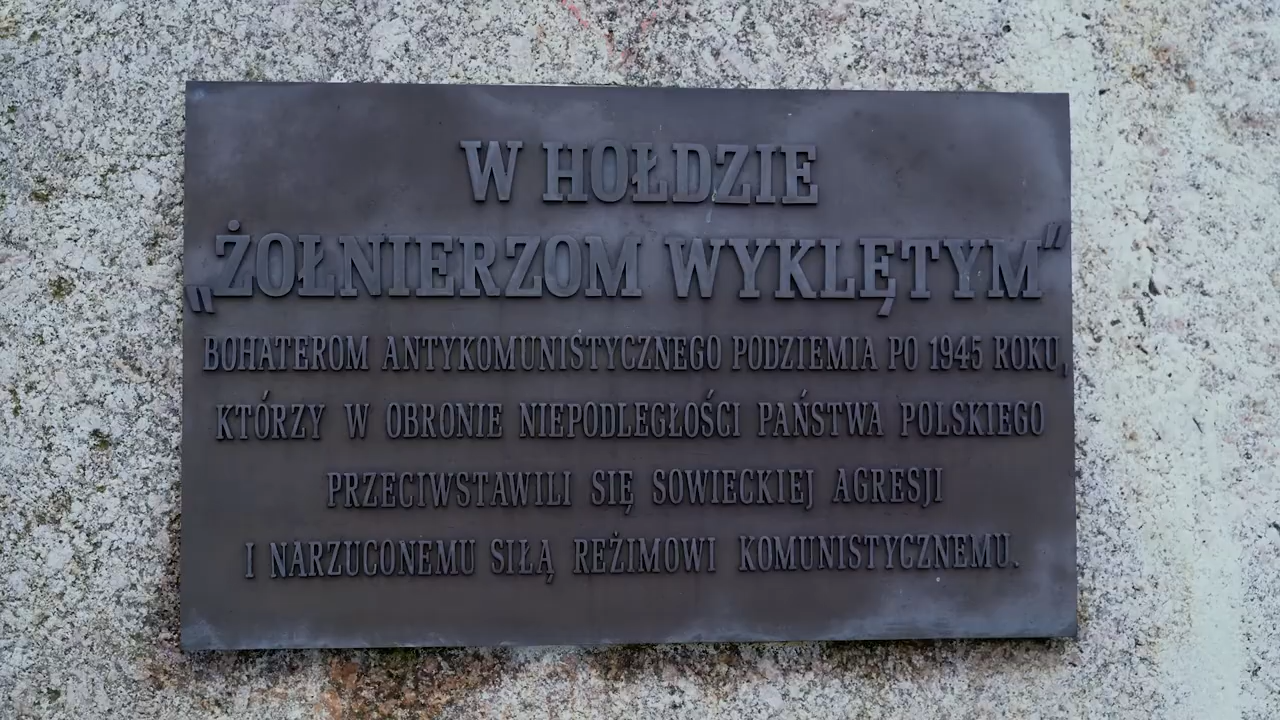 W HOŁDZIE
„ŻOŁNIERZOM WYKLĘTYM”
BOHATEROM ANTYKOMUNISTYCZNEGO PODZIEMIA PO 1945 ROKU,
KTÓRZY W OBRONIE NIEPODLEGŁOŚCI PAŃSTWA POLSKIEGO
PRZECIWSTAWILI SIĘ SOWIECKIEJ AGRESJI
I NARZUCONEMU SIŁĄ REŻIMOWI KOMUNISTYCZNEMU.